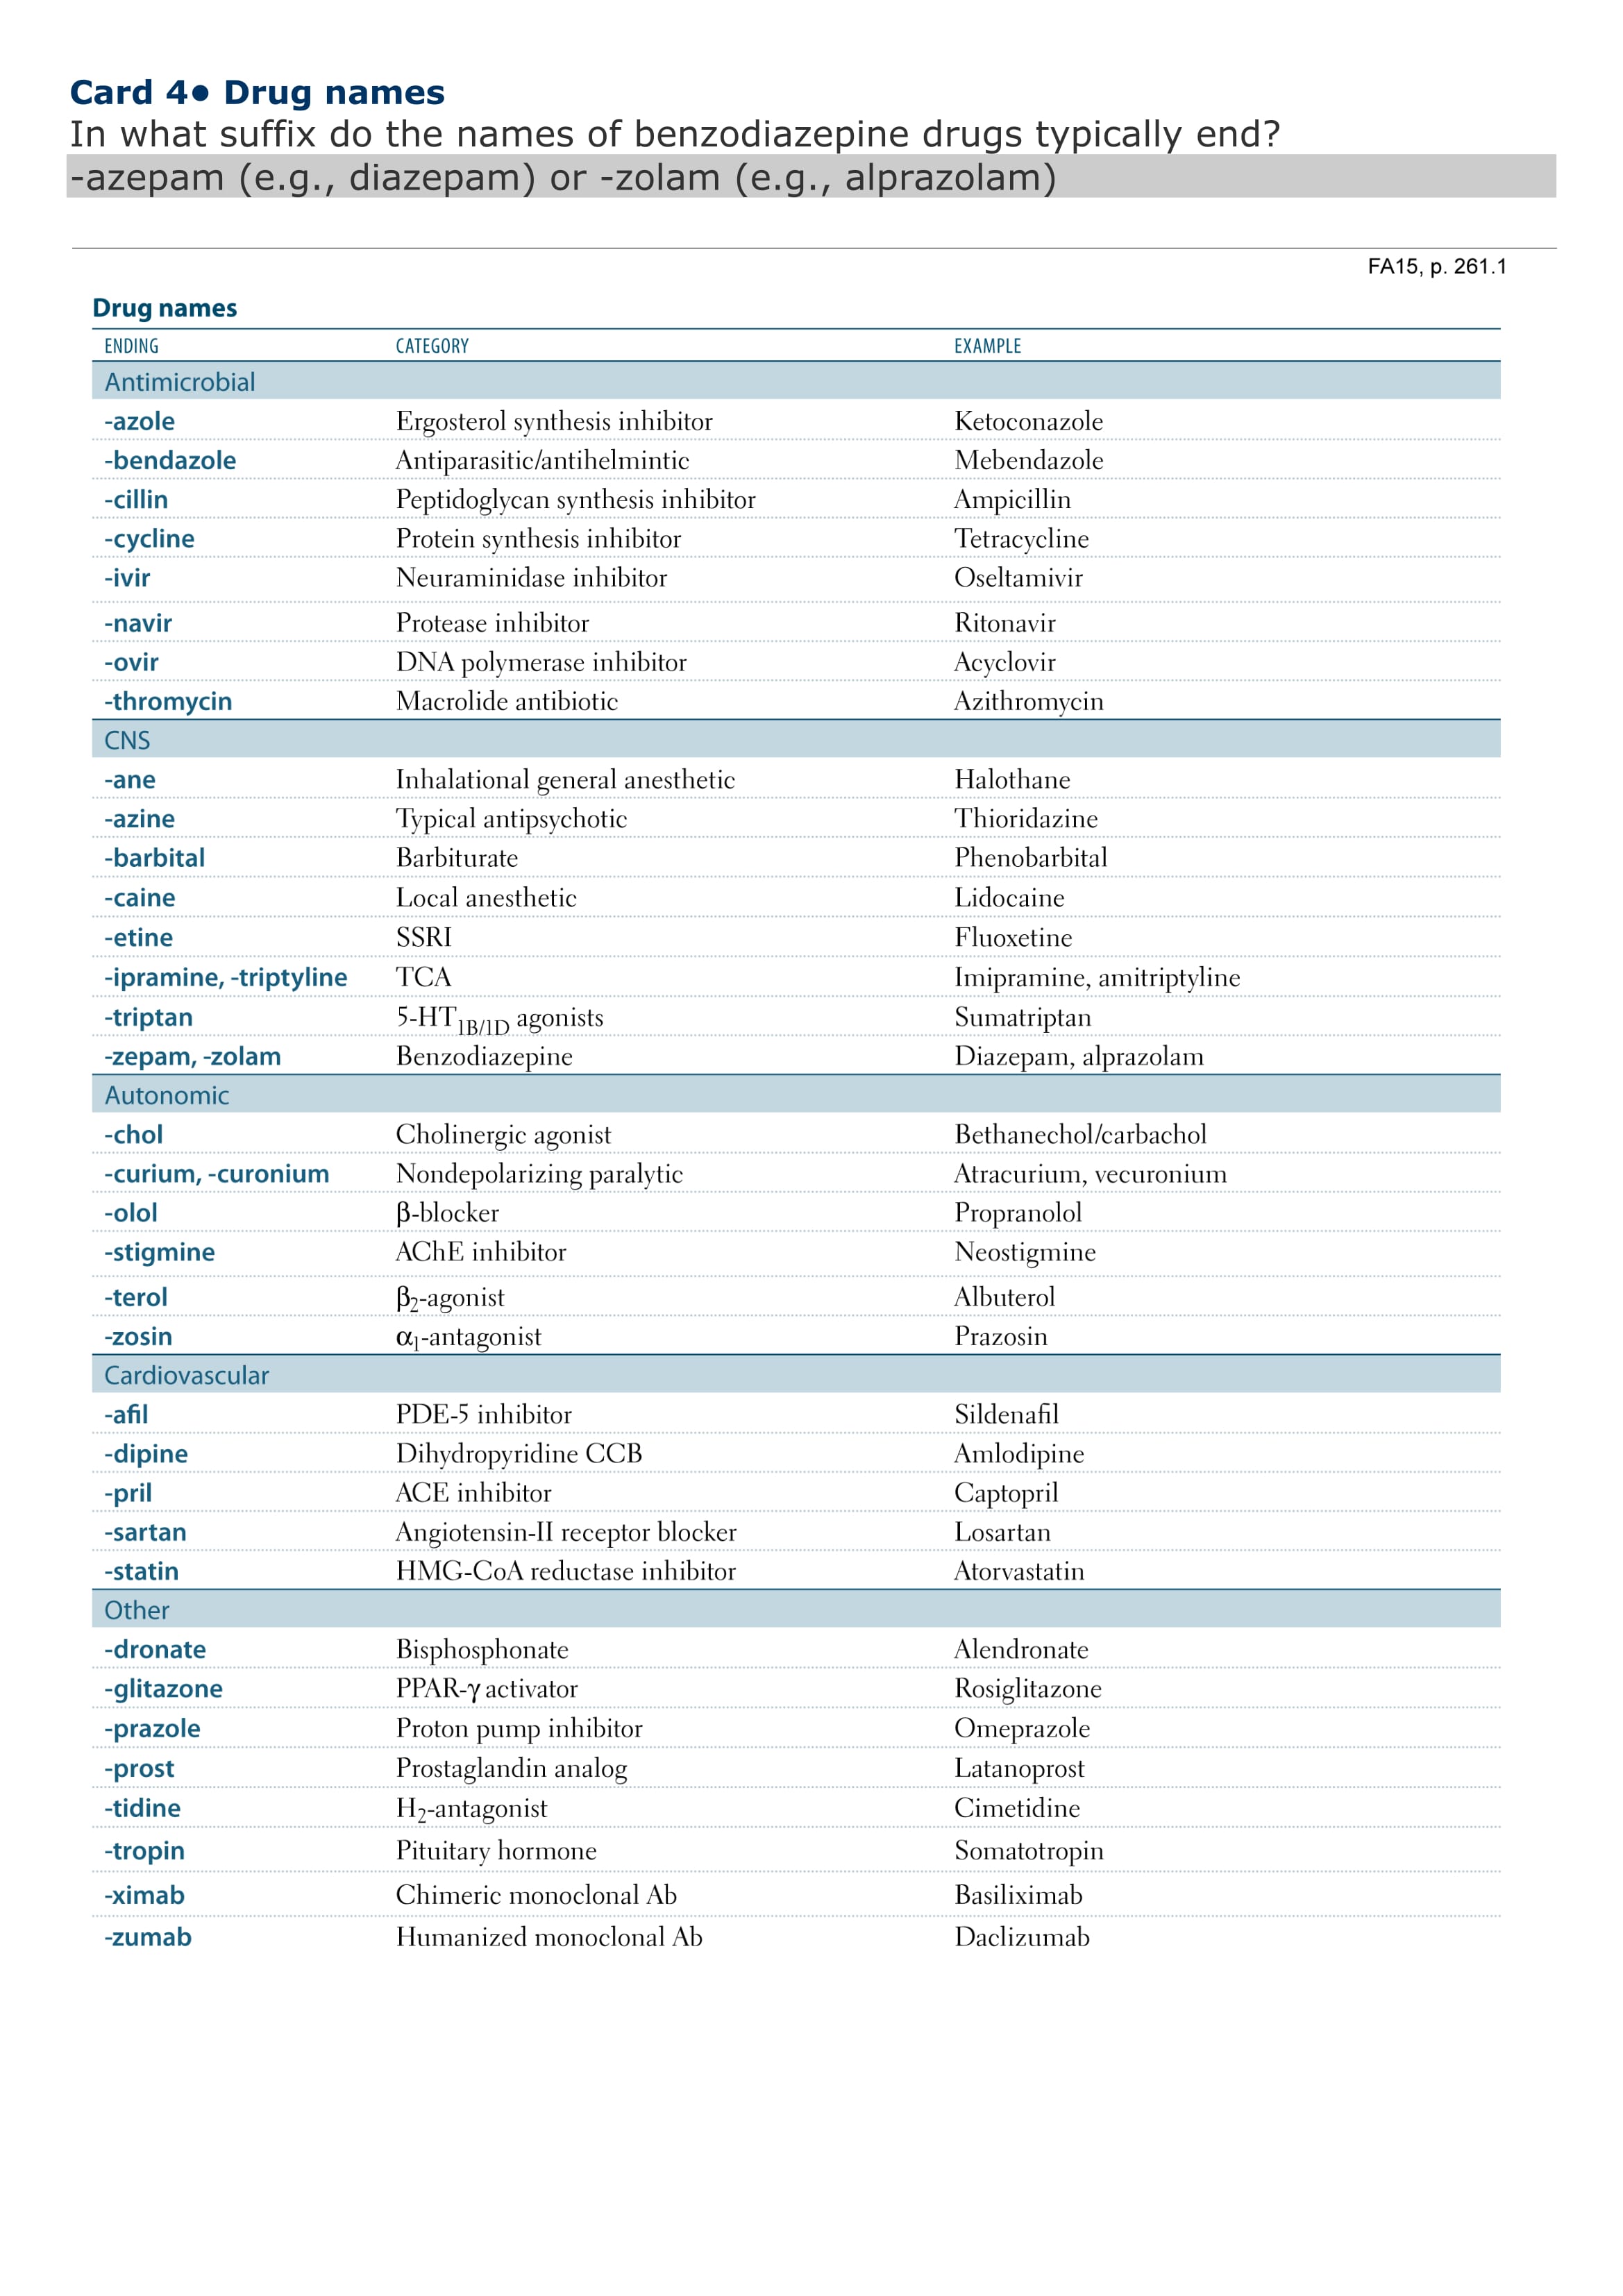 Card 4• Drug names
In what suffix do the names of benzodiazepine drugs typically end?
-azepam (e.g., diazepam) or -zolam (e.g., alprazolam)
FA15, p. 261.1
Drug names
ENDING CATEGORY EXAMPLE
Antimicrobial
-azole Ergosterol synthesis inhibitor Ketoconazole
-bendazole Antiparasitic/antihelmintic Mebendazole
-cillin Peptidoglycan synthesis inhibitor Ampicillin
-cycline Protein synthesis inhibitor Tetracycline
-ivir Neuraminidase inhibitor Oseltamivir
-navir Protease inhibitor Ritonavir
-ovir DNA polymerase inhibitor Acyclovir
-thromycin Macrolide antibiotic Azithromycin
CNS
-ane Inhalational general anesthetic Halothane
-azine Typical antipsychotic Thioridazine
-barbital Barbiturate Phenobarbital
-caine Local anesthetic Lidocaine
-etine SSRI Fluoxetine
-ipramine, -triptyline TCA Imipramine, amitriptyline
-triptan 5-HT1B/1D agonists Sumatriptan
-zepam, -zolam Benzodiazepine Diazepam, alprazolam
Autonomic
-chol Cholinergic agonist Bethanechol/carbachol
-curium, -curonium Nondepolarizing paralytic Atracurium, vecuronium
-olol β-blocker Propranolol
-stigmine AChE inhibitor Neostigmine
-terol β2-agonist Albuterol
-zosin α1-antagonist Prazosin
Cardiovascular
-afil PDE-5 inhibitor Sildenafil
-dipine Dihydropyridine CCB Amlodipine
-pril ACE inhibitor Captopril
-sartan Angiotensin-II receptor blocker Losartan
-statin HMG-CoA reductase inhibitor Atorvastatin
Other
-dronate Bisphosphonate Alendronate
-glitazone PPAR-γ activator Rosiglitazone
-prazole Proton pump inhibitor Omeprazole
-prost Prostaglandin analog Latanoprost
-tidine H2-antagonist Cimetidine
-tropin Pituitary hormone Somatotropin
-ximab Chimeric monoclonal Ab Basiliximab
-zumab Humanized monoclonal Ab Daclizumab